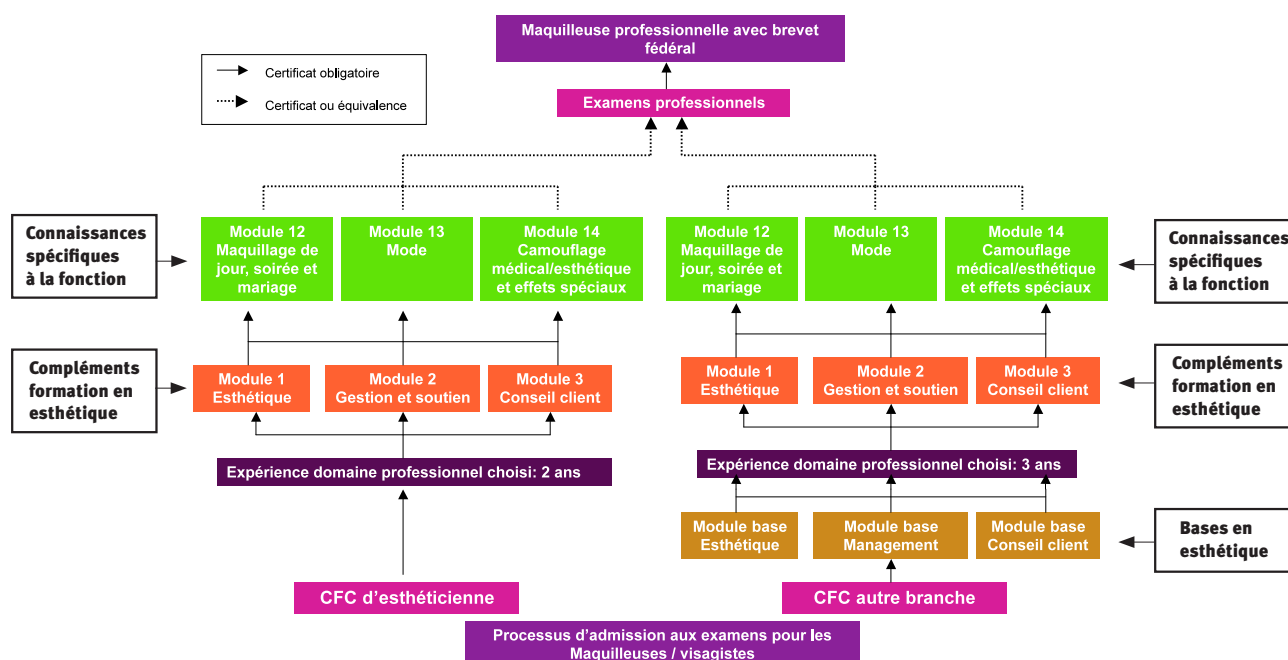 Maquilleuse professionnelle avec brevet
fédéral
Certificat obligatoire
Certificat ou équivalence
Examens professionnels
Connaissances
spécifiques
à la fonction
Module 12
Maquillage de
jour, soirée et
mariage
Module 13
Mode
Module 14
Camouflage
médical/esthétique
et effets spéciaux
Module 12
Maquillage de
jour, soirée et
mariage
Module 13
Mode
Module 14
Camouflage
médical/esthétique
et effets spéciaux
Connaissances
spécifiques
à la fonction
Compléments
formation en
esthétique
Module 1
Esthétique
Module 2
Gestion et soutien
Module 3
Conseil client
Module 1
Esthétique
Module 2
Gestion et soutien
Module 3
Conseil client
Compléments
formation en
esthétique
Expérience domaine professionnel choisi: 2 ans
Expérience domaine professionnel choisi: 3 ans
Module base
Esthétique
Module base
Management
Module base
Conseil client
Bases en
esthétique
CFC d'esthéticienne
CFC autre branche
Processus d'admission aux examens pour les
Maquilleuses / visagistes